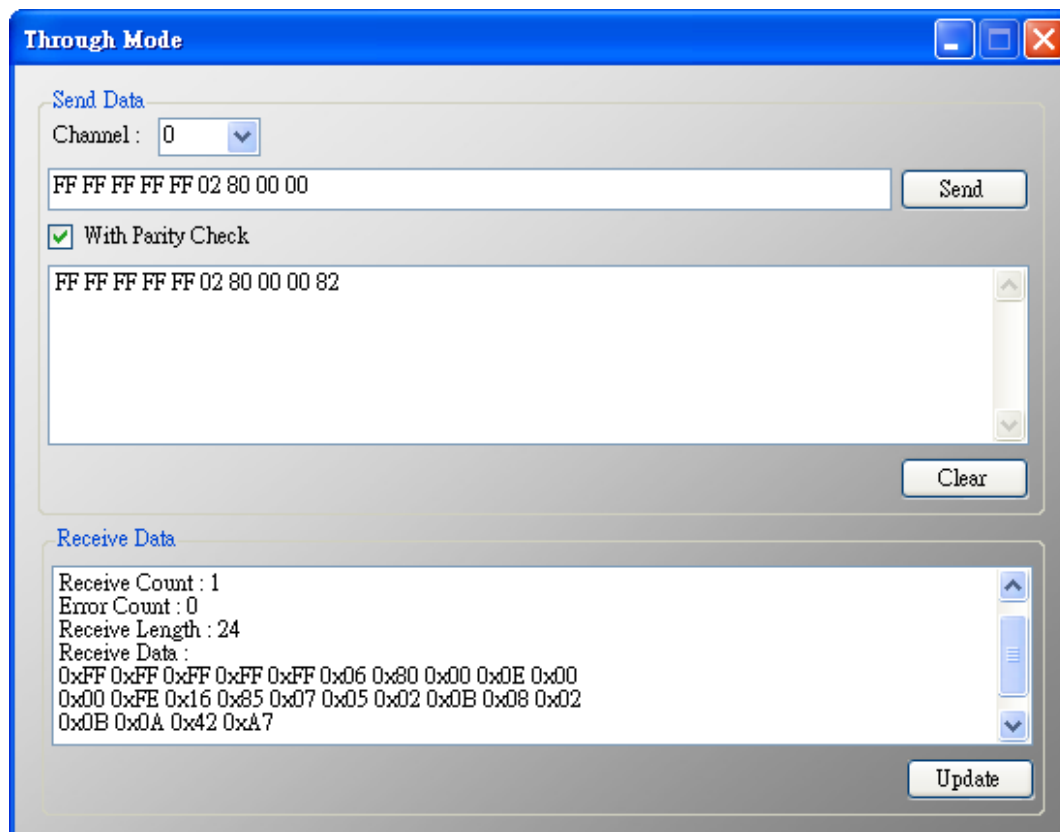 Through Mode
Send Data
Channel : 0
FF FF FF FF FF 02 80 00 00
Send
With Parity Check
FF FF FF FF FF 02 80 00 00 82
Clear
Receive Data
Receive Count : 1
Error Count : 0
Receive Length : 24
Receive Data :
0xFF 0xFF 0xFF 0xFF 0xFF 0x06 0x80 0x00 0x0E 0x00
0x00 0xFE 0x16 0x85 0x07 0x05 0x02 0x0B 0x08 0x02
0x0B 0x0A 0x42 0xA7
Update